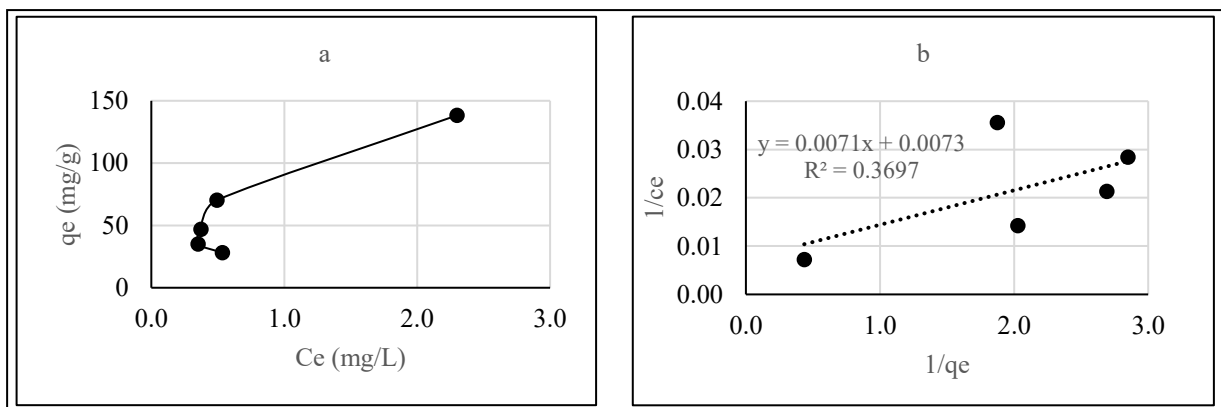 a
150
100
50
0
qe (mg/g)
0.0 1.0 2.0 3.0
Ce (mg/L)
b
0.04
0.03
0.02
0.01
0.00
1/ce
y = 0.0071x + 0.0073
R² = 0.3697
0.0 1.0 2.0 3.0
1/qe